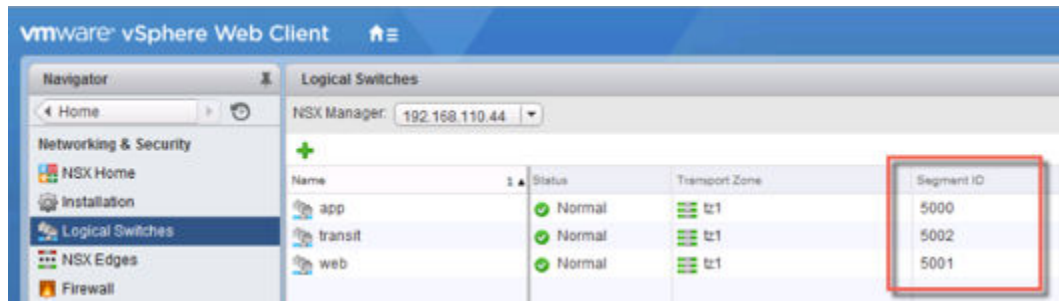 vmware vSphere Web Client
Navigator
Logical Switches
Home
NSX Manager: 192.168.110.44
Networking & Security
NSX Home
Name 1 Status Transport Zone Segment ID
Installation
app Normal tz1 5000
Logical Switches
transit Normal tz1 5002
NSX Edges
web Normal tz1 5001
Firewall